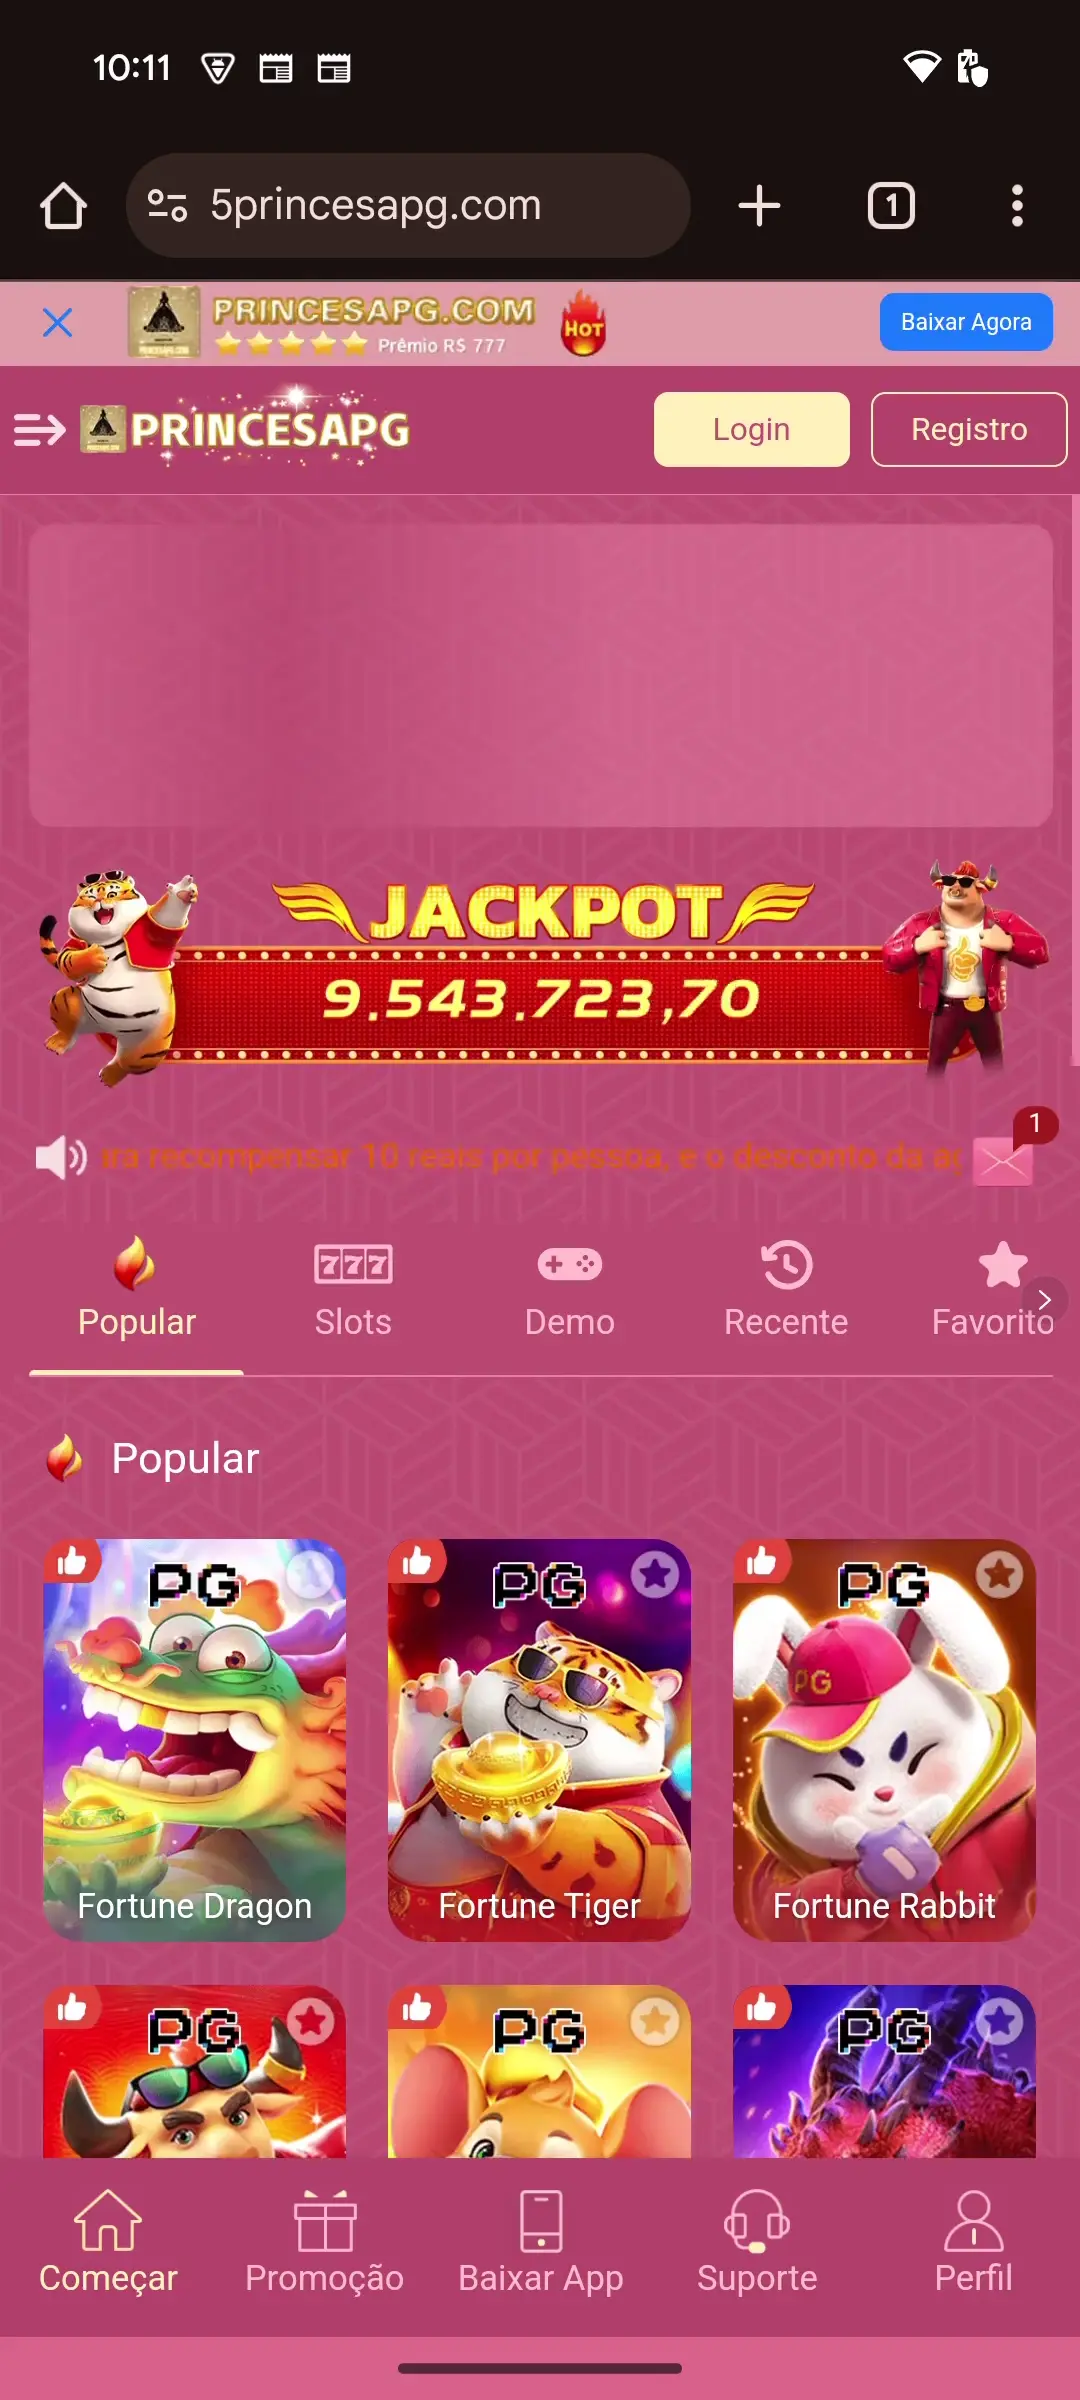 10:11
5princesapg.com
1
PRINCESAPG.COM
HOT
Prêmio R$ 777
Baixar Agora
PRINCESAPG
Login
Registro
JACKPOT
9.543.723,70
recompensar 10 reais por pessoa, e o desconto da
1
777
Popular
Slots
Demo
Recente
Favorito
Popular
PG
PG
PG
PG
Fortune Dragon
Fortune Tiger
Fortune Rabbit
PG
PG
PG
Começar
Promoção
Baixar App
Suporte
Perfil